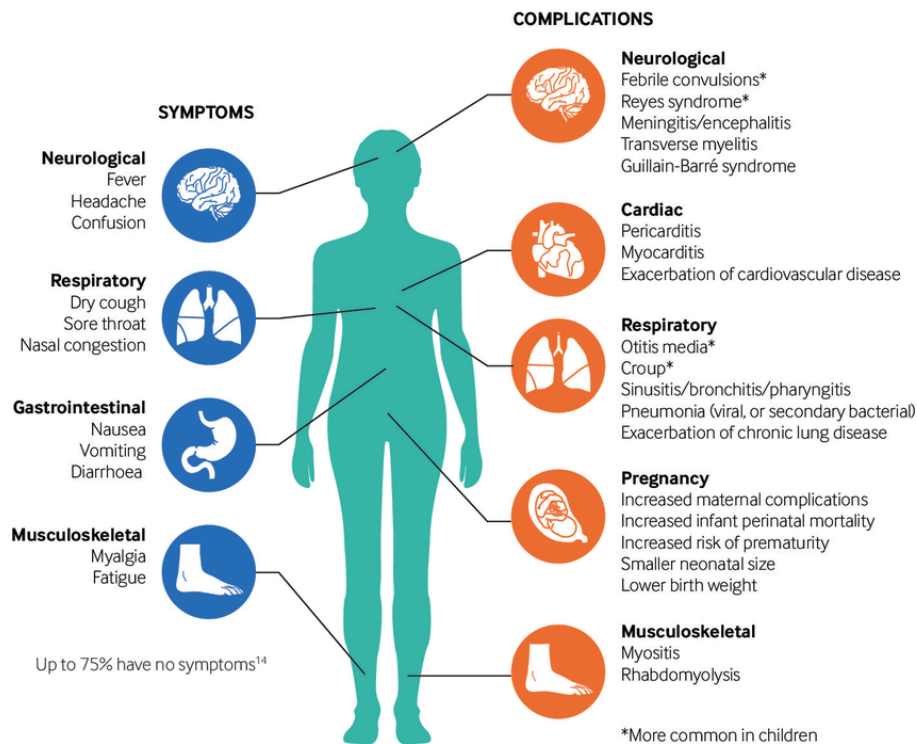 SYMPTOMS
Neurological
Fever
Headache
Confusion
Respiratory
Dry cough
Sore throat
Nasal congestion
Gastrointestinal
Nausea
Vomiting
Diarrhoea
Musculoskeletal
Myalgia
Fatigue
Up to 75% have no symptoms¹⁴
COMPLICATIONS
Neurological
Febrile convulsions*
Reyes syndrome*
Meningitis/encephalitis
Transverse myelitis
Guillain-Barré syndrome
Cardiac
Pericarditis
Myocarditis
Exacerbation of cardiovascular disease
Respiratory
Otitis media*
Croup*
Sinusitis/bronchitis/pharyngitis
Pneumonia (viral, or secondary bacterial)
Exacerbation of chronic lung disease
Pregnancy
Increased maternal complications
Increased infant perinatal mortality
Increased risk of prematurity
Smaller neonatal size
Lower birth weight
Musculoskeletal
Myositis
Rhabdomyolysis
*More common in children